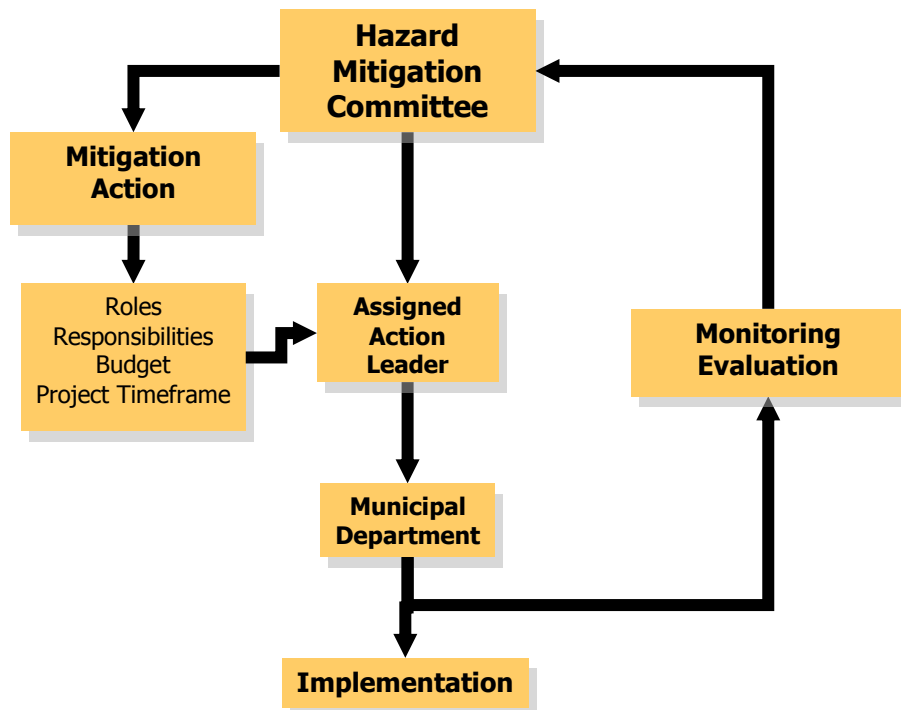 Hazard
Mitigation
Committee
Mitigation
Action
Roles
Responsibilities
Budget
Project Timeframe
Assigned
Action
Leader
Monitoring
Evaluation
Municipal
Department
Implementation